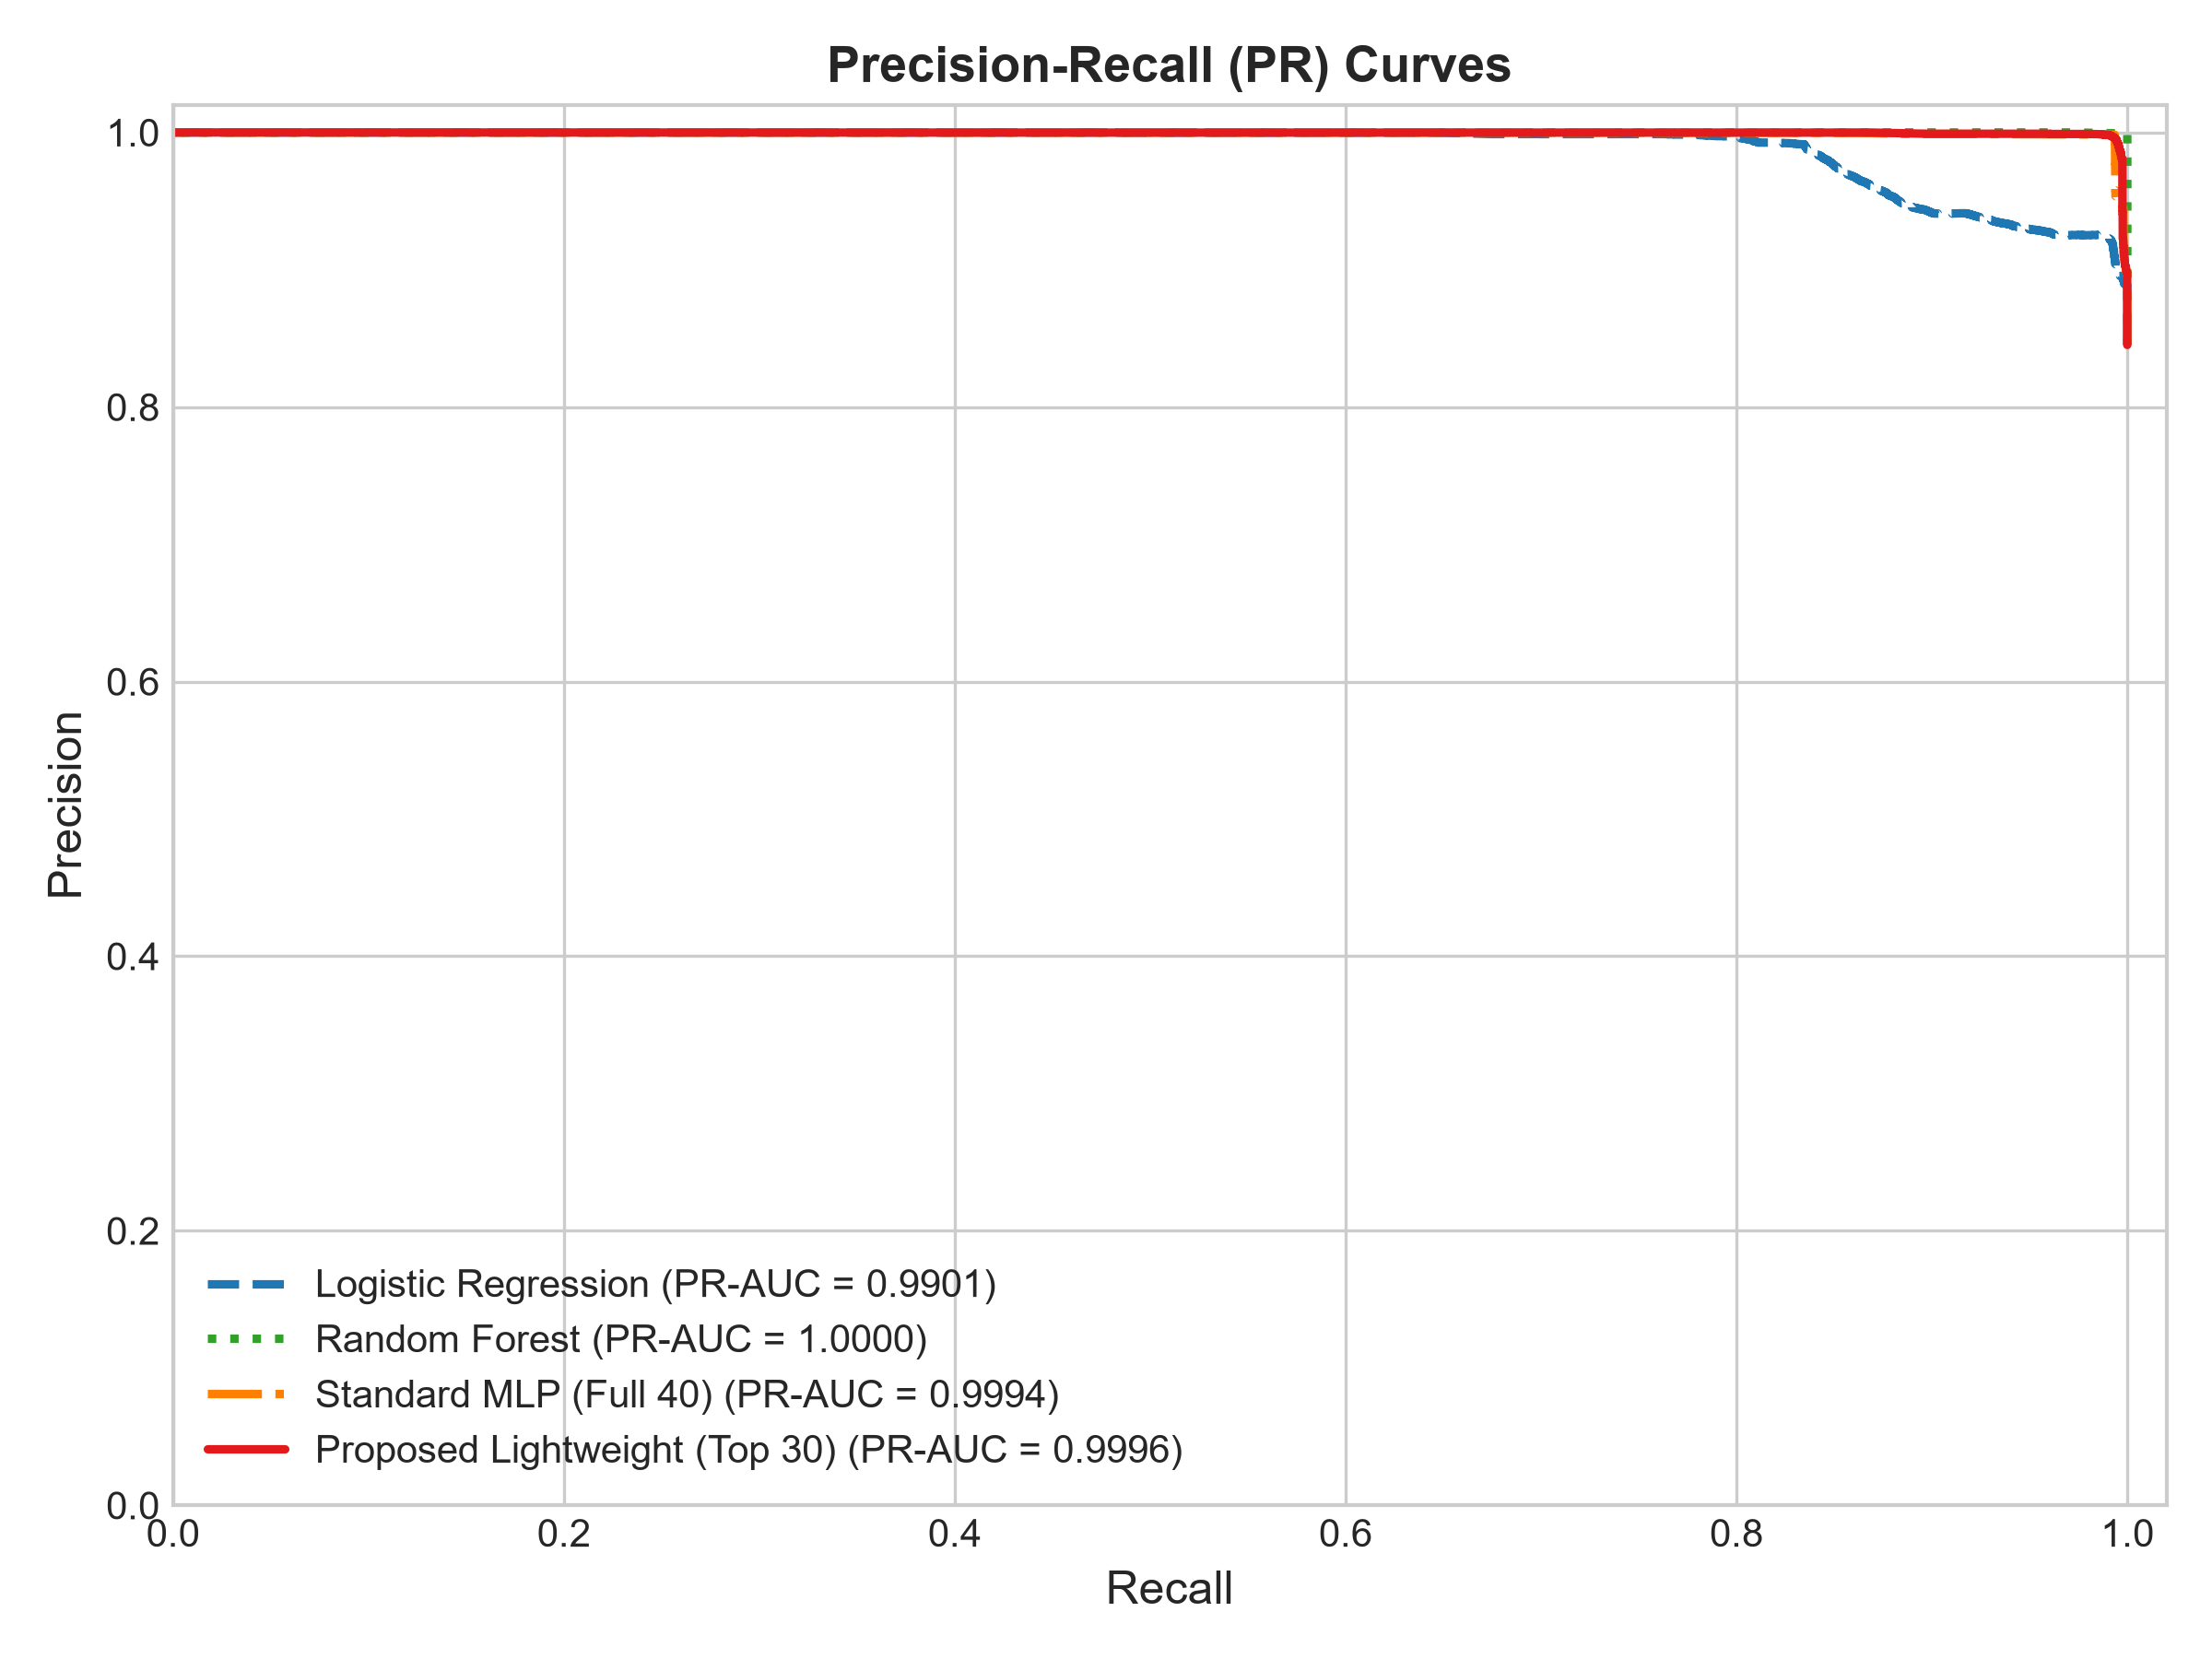 Precision-Recall (PR) Curves
1.0
0.8
0.6
0.4
0.2
0.0
Precision
Logistic Regression (PR-AUC = 0.9901)
Random Forest (PR-AUC = 1.0000)
Standard MLP (Full 40) (PR-AUC = 0.9994)
Proposed Lightweight (Top 30) (PR-AUC = 0.9996)
0.0 0.2 0.4 0.6 0.8 1.0
Recall